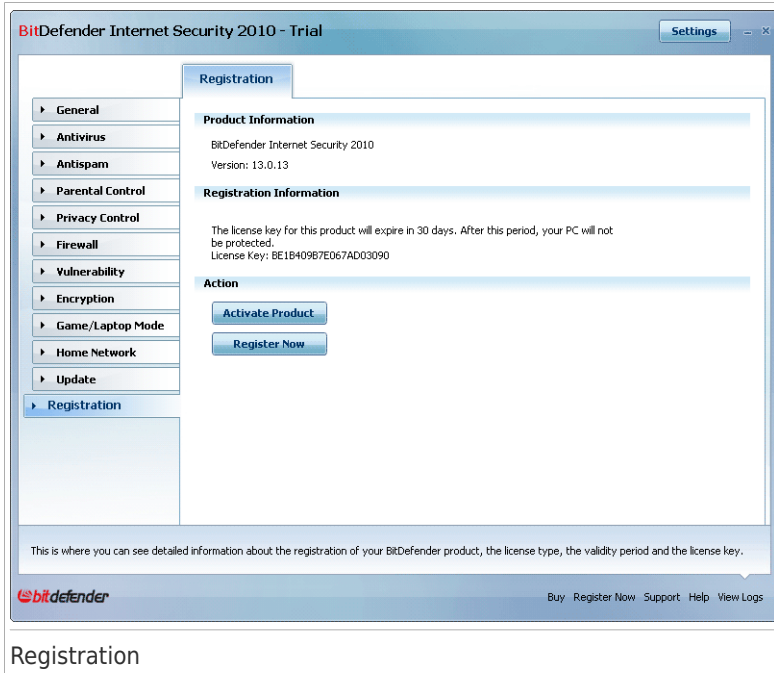 BitDefender Internet Security 2010 - Trial
Settings
Registration
General
Antivirus
Antispam
Parental Control
Privacy Control
Firewall
Vulnerability
Encryption
Game/Laptop Mode
Home Network
Update
Registration
Product Information
BitDefender Internet Security 2010
Version: 13.0.13
Registration Information
The license key for this product will expire in 30 days. After this period, your PC will not
be protected.
License Key: BE1B409B7E067AD03090
Action
Activate Product
Register Now
This is where you can see detailed information about the registration of your BitDefender product, the license type, the validity period and the license key.
bitdefender
Buy Register Now Support Help View Logs
Registration